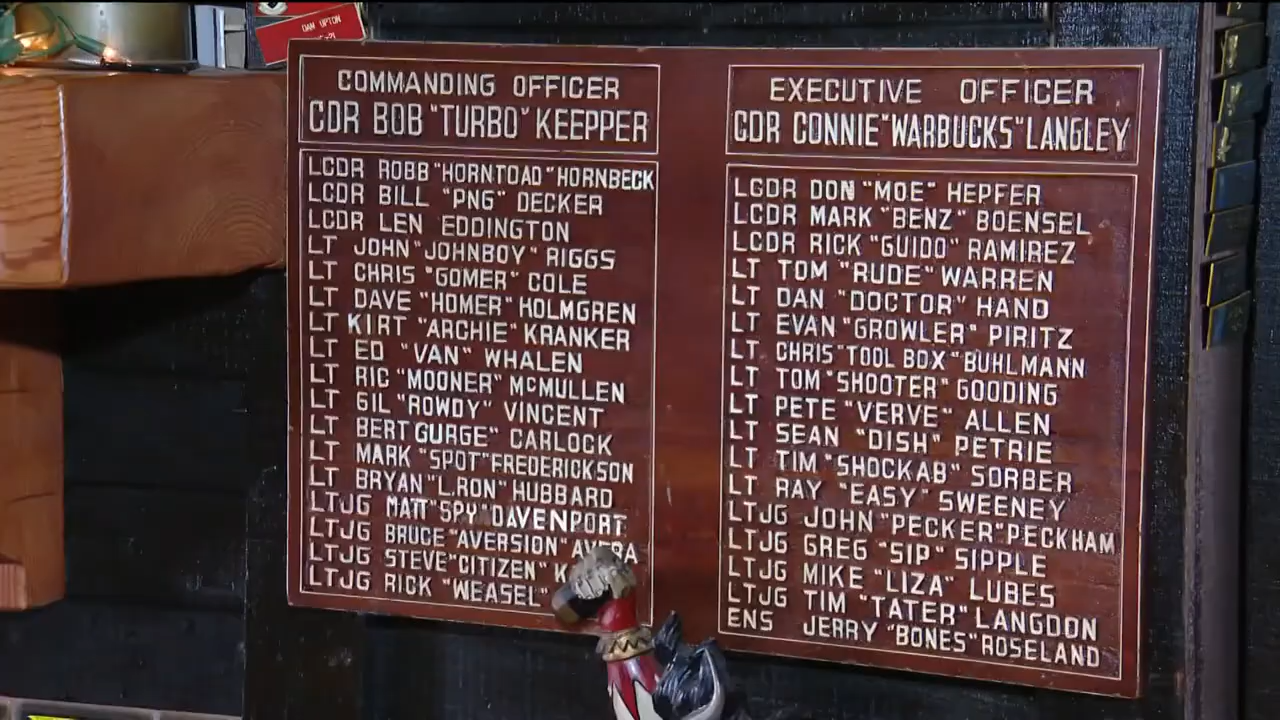 DAN UPTON
COMMANDING OFFICER
CDR BOB "TURBO" KEEPPER
LCDR ROBB "HORNTOAD" HORNBECK
LCDR BILL "PNG" DECKER
LCDR LEN EDDINGTON
LT JOHN "JOHNBOY" RIGGS
LT CHRIS "GOMER" COLE
LT DAVE "HOMER" HOLMGREN
LT KIRT "ARCHIE" KRANKER
LT ED "VAN" WHALEN
LT RIC "MOONER" MCMULLEN
LT GIL "ROWDY" VINCENT
LT BERT GURGE" CARLOCK
LT MARK "SPOT" FREDERICKSON
LT BRYAN "L.RON" HUBBARD
LTJG MATT "SPY" DAVENPORT
LTJG BRUCE "AVERSION" AVERA
LTJG STEVE "CITIZEN"
LTJG RICK "WEASEL"
EXECUTIVE OFFICER
CDR CONNIE "WARBUCKS" LANGLEY
LCDR DON "MOE" HEPFER
LCDR MARK "BENZ" BOENSEL
LCDR RICK "GUIDO" RAMIREZ
LT TOM "RUDE" WARREN
LT DAN "DOCTOR" HAND
LT EVAN "GROWLER" PIRITZ
LT CHRIS "TOOL BOX" BUHLMANN
LT TOM "SHOOTER" GOODING
LT PETE "VERVE" ALLEN
LT SEAN "DISH" PETRIE
LT TIM "SHOCKAB" SORBER
LT RAY "EASY" SWEENEY
LTJG JOHN "PECKER" PECKHAM
LTJG GREG "SIP" SIPPLE
LTJG MIKE "LIZA" LUBES
LTJG TIM "TATER" LANGDON
ENS JERRY "BONES" ROSELAND